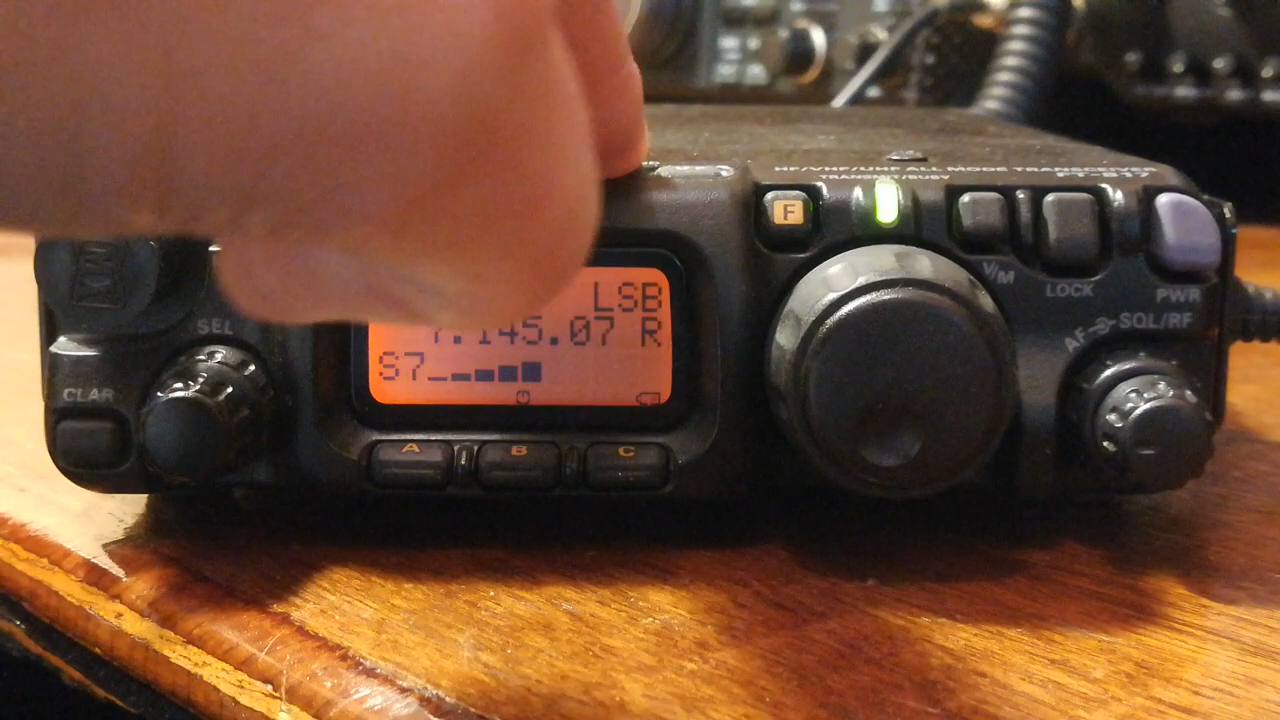 HF/VHF/UHF ALL MODE TRANSCEIVER
TRANSMIT/BUSY
FT-817
F
V/M
LOCK
PWR
SEL
LSB
7.145.07 R
S7
AF
SQL/RF
CLAR
A
B
C